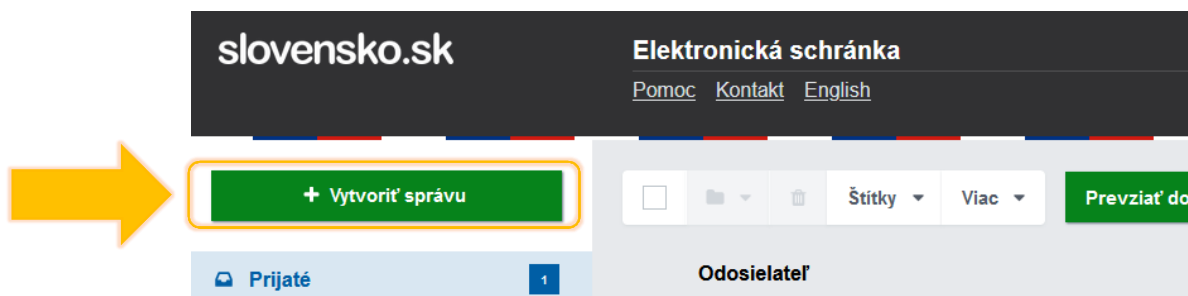 slovensko.sk
Elektronická schránka
Pomoc Kontakt English
+ Vytvoriť správu
Štítky Viac Prevziať do
Prijaté 1
Odosielateľ